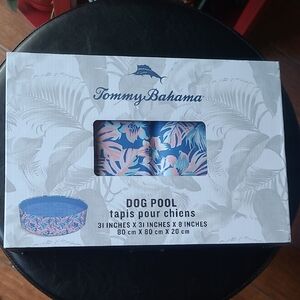 Tommy Bahama
DOG POOL
tapis pour chiens
31 INCHES X 31 INCHES X 8 INCHES
80 cm X 80 cm X 20 cm